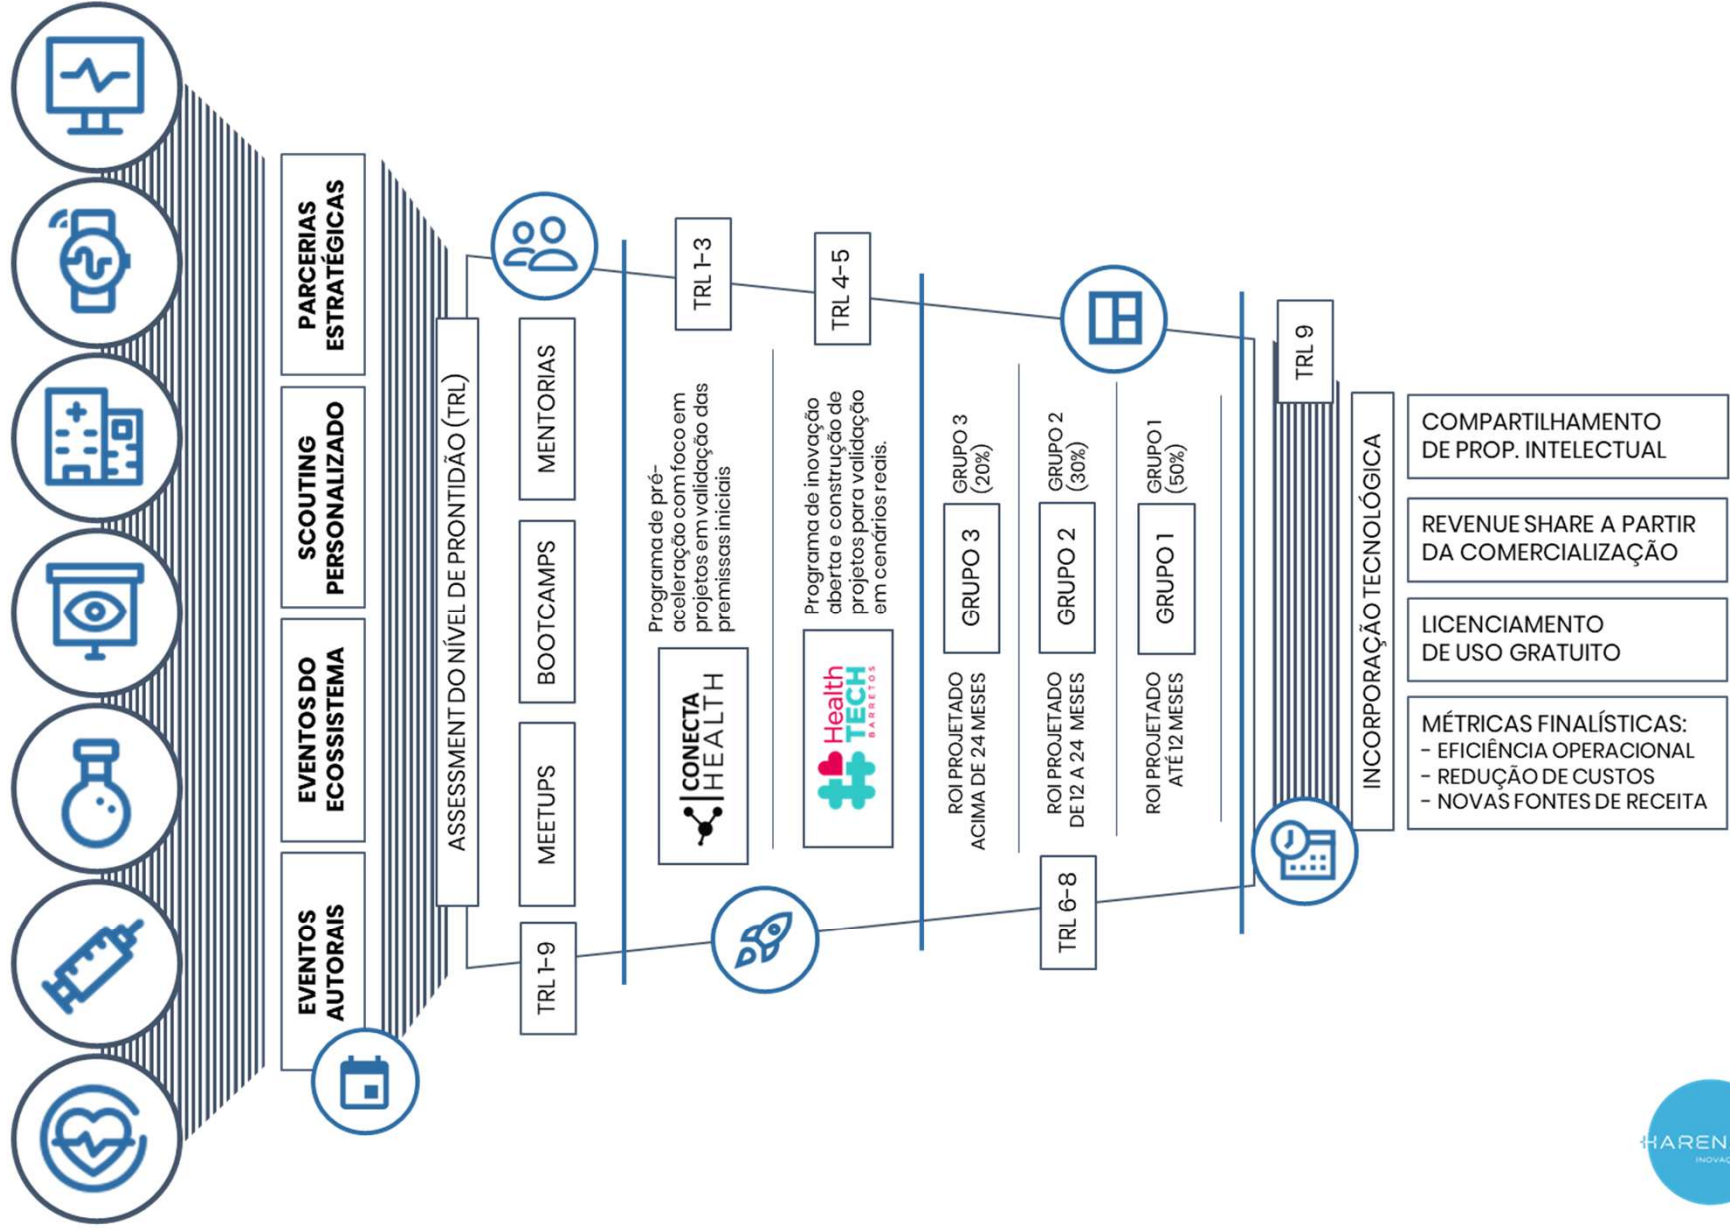 EVENTOS
AUTORAIS
EVENTOS DO
ECOSSISTEMA
SCOUTING
PERSONALIZADO
PARCERIAS
ESTRATÉGICAS
ASSESSMENT DO NÍVEL DE PRONTIDÃO (TRL)
TRL 1-9
MEETUPS
BOOTCAMPS
MENTORIAS
CONECTA
HEALTH
Programa de pré-
aceleração com foco em
projetos em validação das
premissas iniciais
TRL 1-3
Health
TECH
BARRETOS
Programa de inovação
aberta e construção de
projetos para validação
em cenários reais.
TRL 4-5
ROI PROJETADO
ACIMA DE 24 MESES
GRUPO 3
GRUPO 3
(20%)
TRL 6-8
ROI PROJETADO
DE 12 A 24 MESES
GRUPO 2
GRUPO 2
(30%)
ROI PROJETADO
ATÉ 12 MESES
GRUPO 1
GRUPO 1
(50%)
TRL 9
INCORPORAÇÃO TECNOLÓGICA
COMPARTILHAMENTO
DE PROP. INTELECTUAL
REVENUE SHARE A PARTIR
DA COMERCIALIZAÇÃO
LICENCIAMENTO
DE USO GRATUITO
MÉTRICAS FINALÍSTICAS:
- EFICIÊNCIA OPERACIONAL
- REDUÇÃO DE CUSTOS
- NOVAS FONTES DE RECEITA